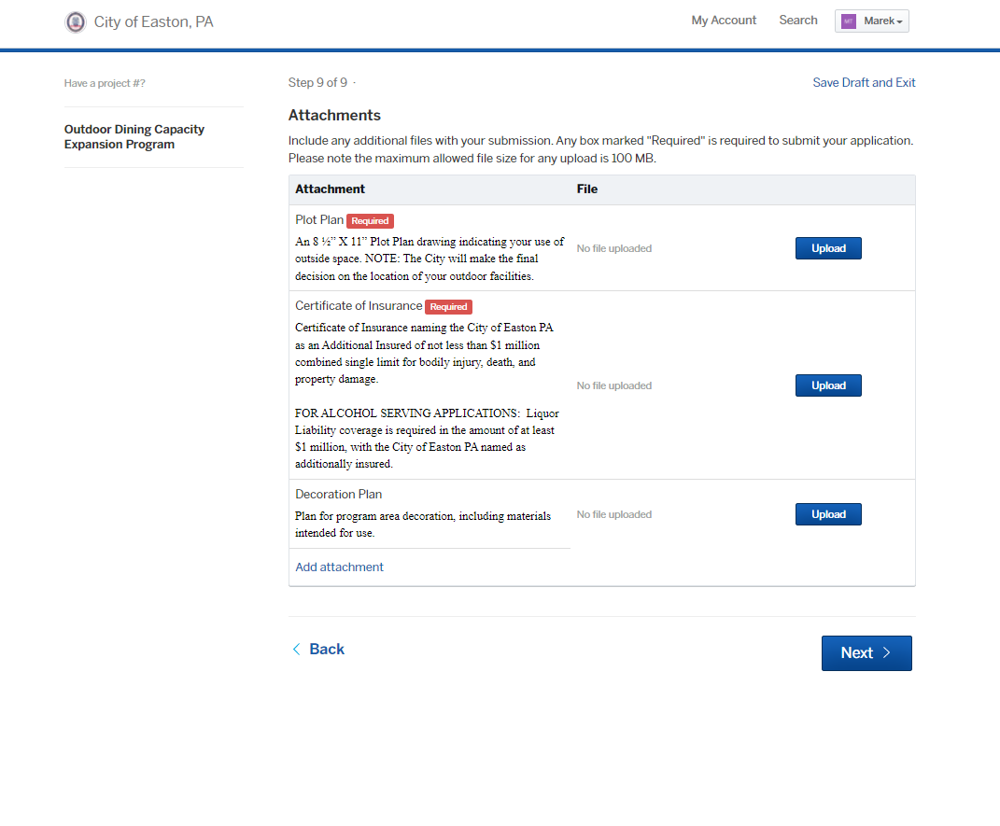 City of Easton, PA
My Account
Search
Marek
Have a project #?
Outdoor Dining Capacity
Expansion Program
Step 9 of 9 ·
Save Draft and Exit
Attachments
Include any additional files with your submission. Any box marked "Required" is required to submit your application.
Please note the maximum allowed file size for any upload is 100 MB.
Attachment
File
Plot Plan Required
An 8 ½” X 11” Plot Plan drawing indicating your use of
outside space. NOTE: The City will make the final
decision on the location of your outdoor facilities.
No file uploaded
Upload
Certificate of Insurance Required
Certificate of Insurance naming the City of Easton PA
as an Additional Insured of not less than $1 million
combined single limit for bodily injury, death, and
property damage.
FOR ALCOHOL SERVING APPLICATIONS: Liquor
Liability coverage is required in the amount of at least
$1 million, with the City of Easton PA named as
additionally insured.
No file uploaded
Upload
Decoration Plan
Plan for program area decoration, including materials
intended for use.
No file uploaded
Upload
Add attachment
Back
Next